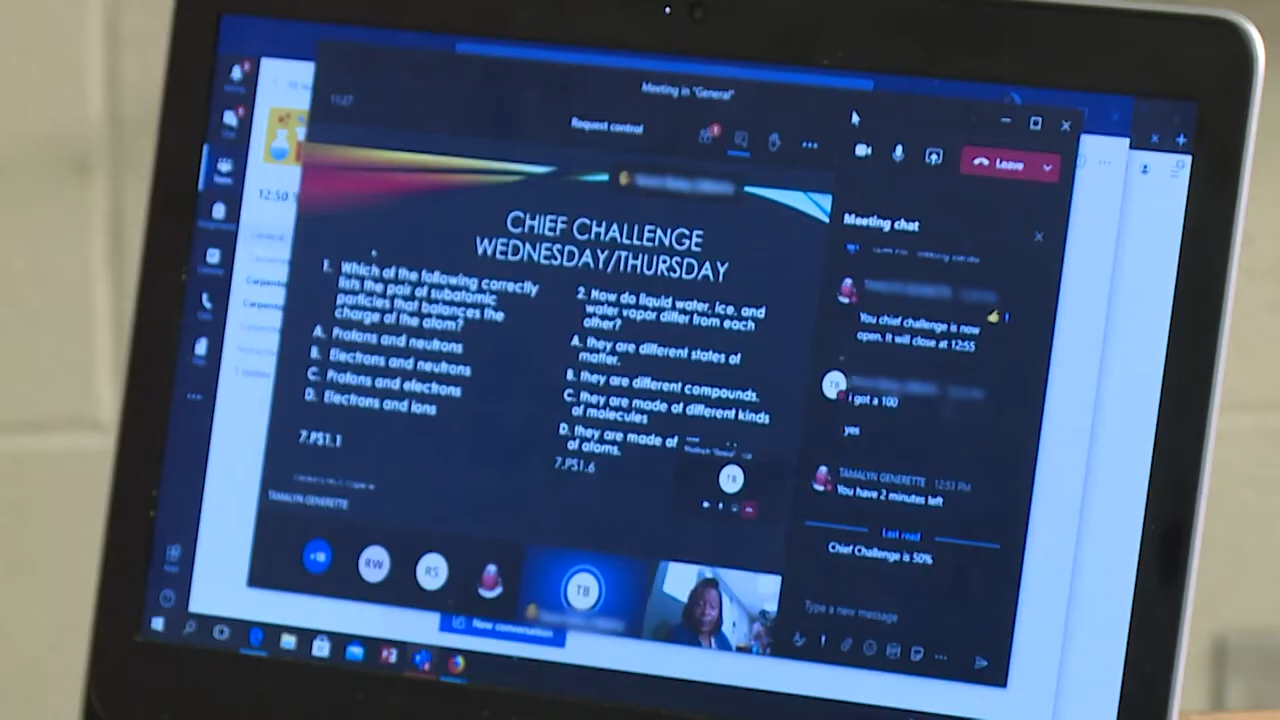 Meeting in "General"
11:27
Request control
Leave
12:50
CHIEF CHALLENGE
WEDNESDAY/THURSDAY
1. Which of the following correctly
lists the pair of subatomic
particles that balances the
charge of the atom?
A. Protons and neutrons
B. Electrons and neutrons
C. Protons and electrons
D. Electrons and ions
7.PS1.1
2. How do liquid water, ice, and
water vapor differ from each
other?
A. they are different states of
matter.
B. they are different compounds.
C. they are made of different kinds
of molecules
D. they are made of
of atoms.
7.PS1.6
TAMALYN GENERETTE
TB
+18
RW
RS
TB
New conversation
Meeting chat
You chief challenge is now
open. It will close at 12:55
TB
i got a 100
yes
TAMALYN GENERETTE 12:53 PM
You have 2 minutes left
Last read
Chief Challenge is 50%
Type a new message